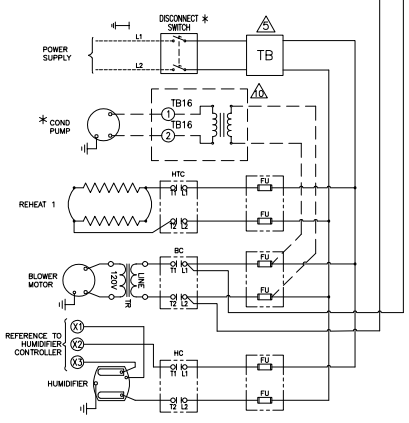 DISCONNECT *
SWITCH
5
L1
POWER
SUPPLY
TB
L2
10
TB16
* COND
PUMP
1
TB16
2
HTC
FU
T1 L1
REHEAT 1
FU
T2 L2
BC
FU
T1 L1
BLOWER
MOTOR
120V
LINE
TR
FU
T2 L2
X1
REFERENCE TO
HUMIDIFIER
CONTROLLER
X2
HC
X3
FU
T1 L1
HUMIDIFIER
FU
T2 L2